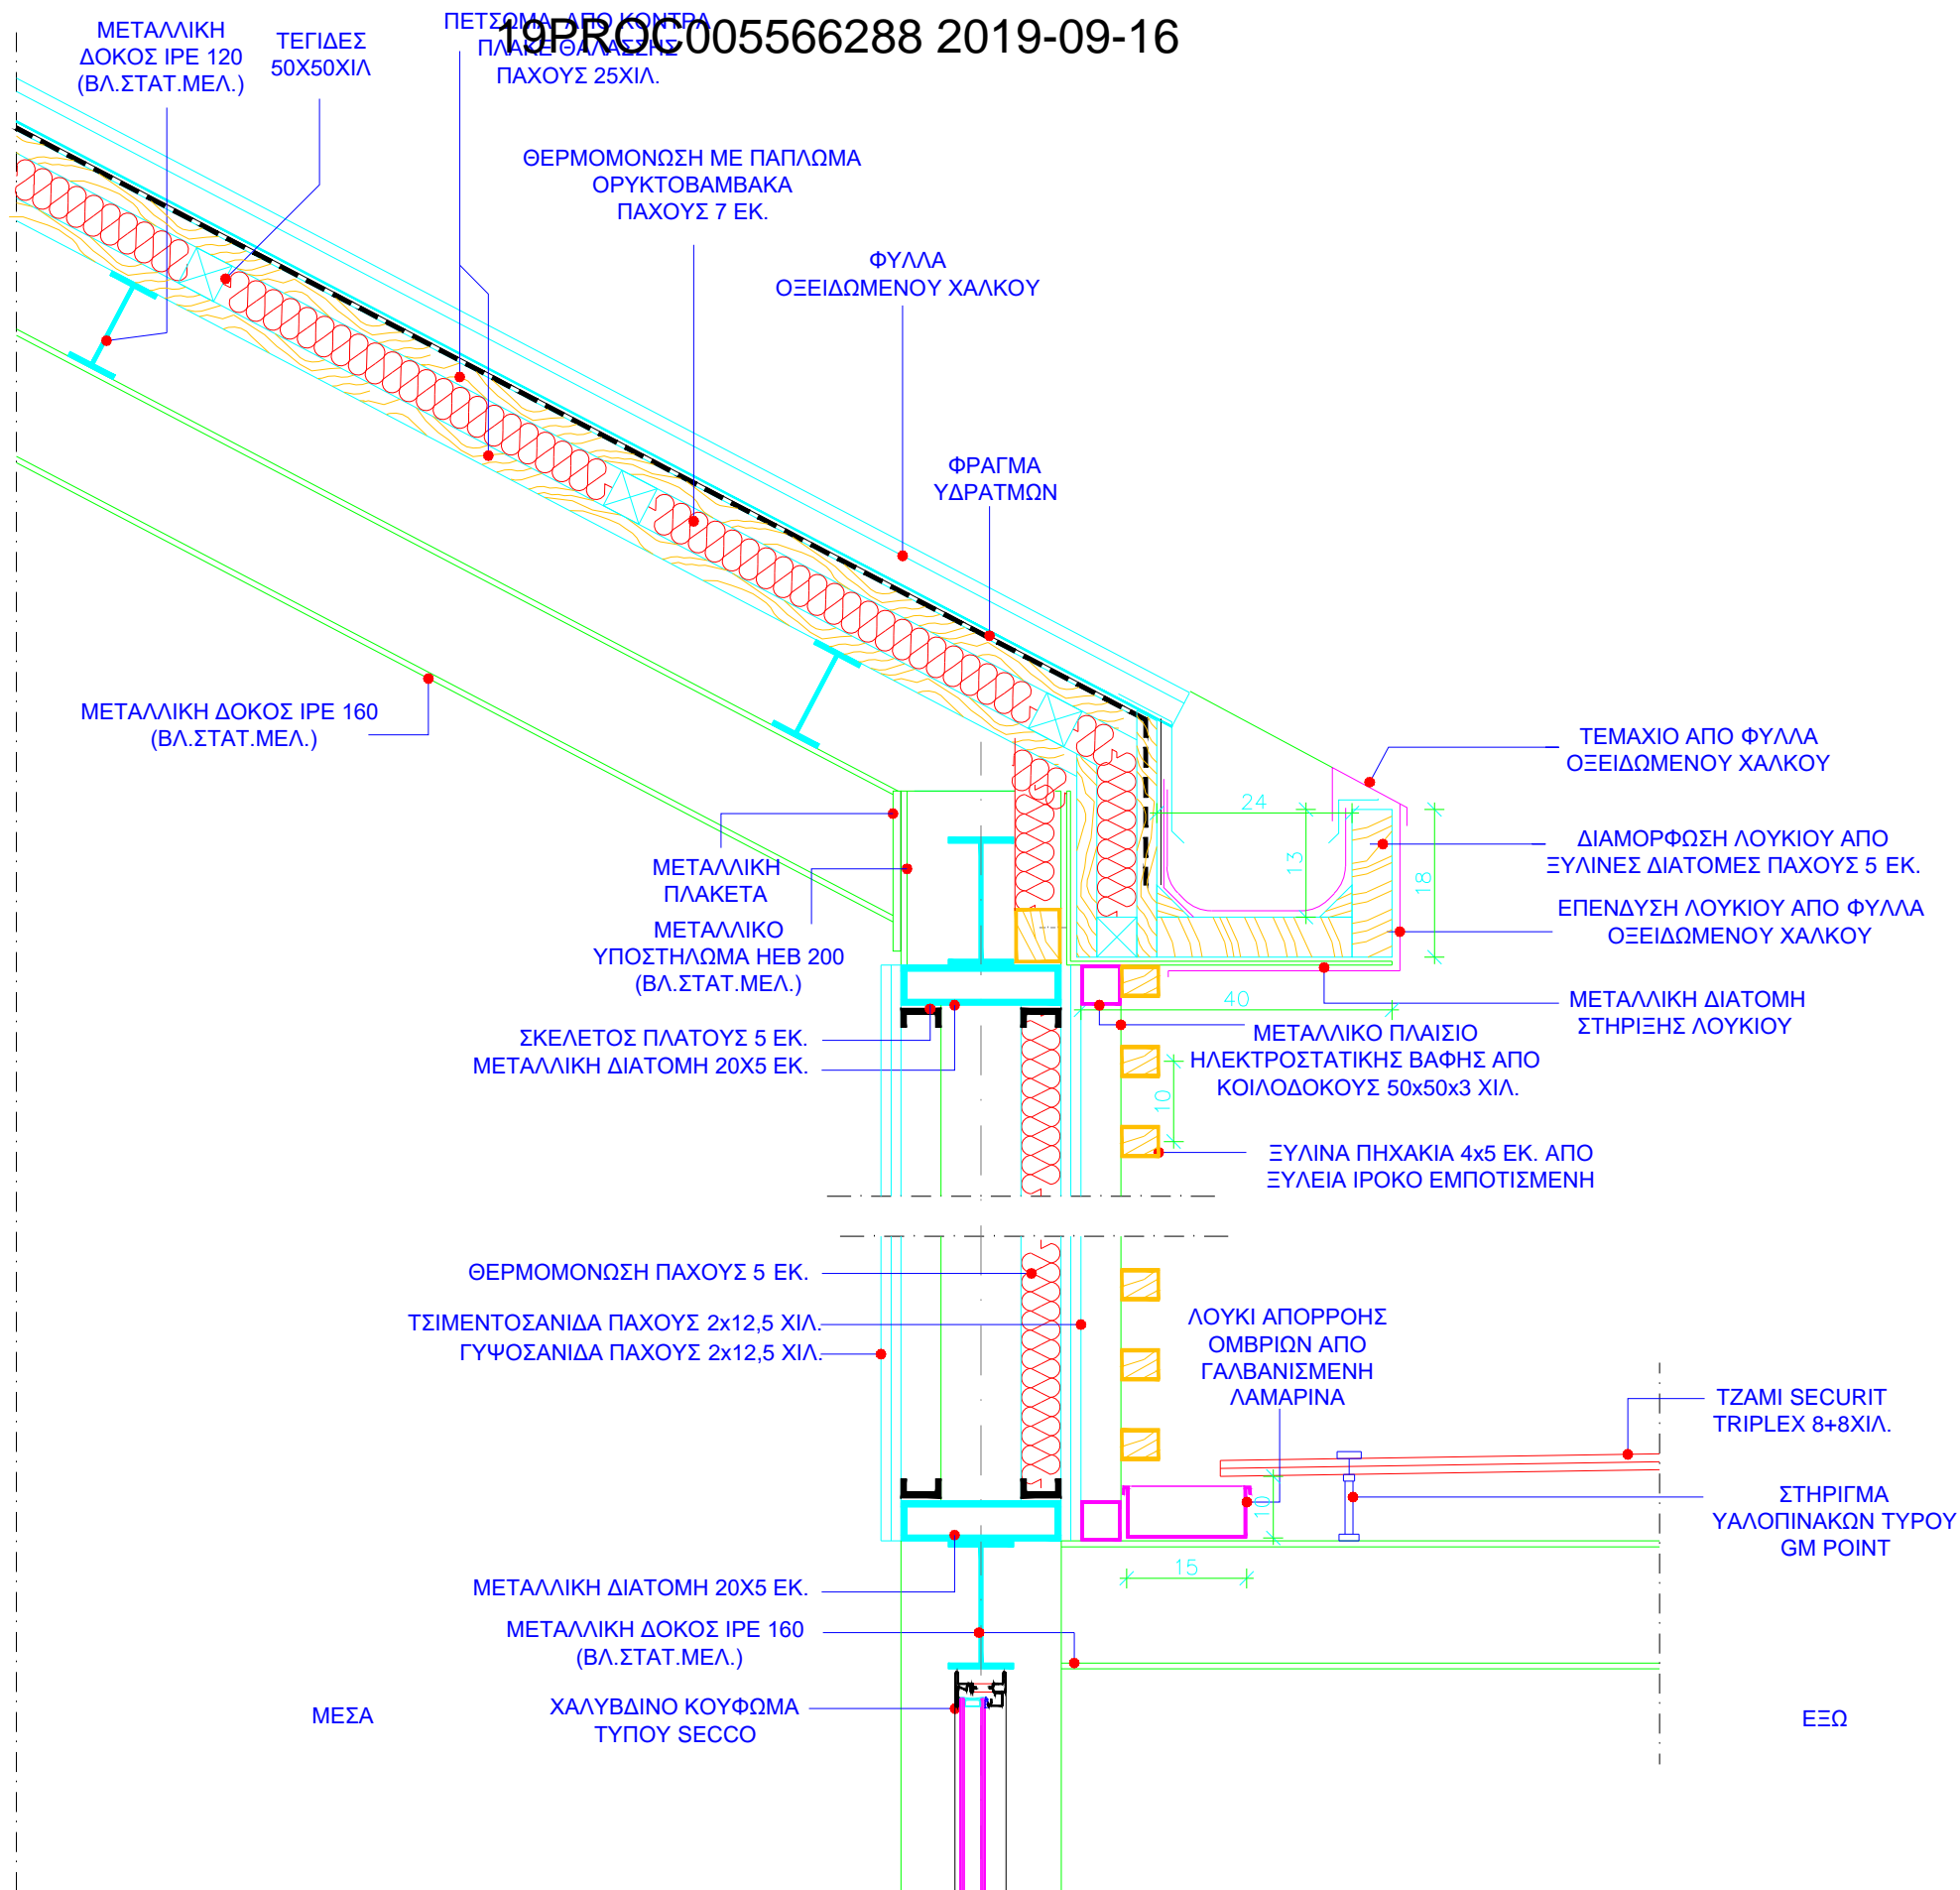 19PROC005566288 2019-09-16
ΜΕΤΑΛΛΙΚΗ
ΔΟΚΟΣ IPE 120
(ΒΛ.ΣΤΑΤ.ΜΕΛ.)
ΤΕΓΙΔΕΣ
50Χ50ΧΙΛ
ΠΕΤΣΩΜΑ ΑΠΟ ΚΟΝΤΡΑ
ΠΛΑΚΕ ΘΑΛΑΣΣΗΣ
ΠΑΧΟΥΣ 25ΧΙΛ.
ΘΕΡΜΟΜΟΝΩΣΗ ΜΕ ΠΑΠΛΩΜΑ
ΟΡΥΚΤΟΒΑΜΒΑΚΑ
ΠΑΧΟΥΣ 7 ΕΚ.
ΦΥΛΛΑ
ΟΞΕΙΔΩΜΕΝΟΥ ΧΑΛΚΟΥ
ΦΡΑΓΜΑ
ΥΔΡΑΤΜΩΝ
ΜΕΤΑΛΛΙΚΗ ΔΟΚΟΣ IPE 160
(ΒΛ.ΣΤΑΤ.ΜΕΛ.)
ΤΕΜΑΧΙΟ ΑΠΟ ΦΥΛΛΑ
ΟΞΕΙΔΩΜΕΝΟΥ ΧΑΛΚΟΥ
24
13
18
ΔΙΑΜΟΡΦΩΣΗ ΛΟΥΚΙΟΥ ΑΠΟ
ΞΥΛΙΝΕΣ ΔΙΑΤΟΜΕΣ ΠΑΧΟΥΣ 5 ΕΚ.
ΜΕΤΑΛΛΙΚΗ
ΠΛΑΚΕΤΑ
ΕΠΕΝΔΥΣΗ ΛΟΥΚΙΟΥ ΑΠΟ ΦΥΛΛΑ
ΟΞΕΙΔΩΜΕΝΟΥ ΧΑΛΚΟΥ
ΜΕΤΑΛΛΙΚΟ
ΥΠΟΣΤΗΛΩΜΑ HEB 200
(ΒΛ.ΣΤΑΤ.ΜΕΛ.)
40
ΜΕΤΑΛΛΙΚΗ ΔΙΑΤΟΜΗ
ΣΤΗΡΙΞΗΣ ΛΟΥΚΙΟΥ
ΣΚΕΛΕΤΟΣ ΠΛΑΤΟΥΣ 5 ΕΚ.
ΜΕΤΑΛΛΙΚΗ ΔΙΑΤΟΜΗ 20Χ5 ΕΚ.
ΜΕΤΑΛΛΙΚΟ ΠΛΑΙΣΙΟ
ΗΛΕΚΤΡΟΣΤΑΤΙΚΗΣ ΒΑΦΗΣ ΑΠΟ
ΚΟΙΛΟΔΟΚΟΥΣ 50x50x3 ΧΙΛ.
10
ΞΥΛΙΝΑ ΠΗΧΑΚΙΑ 4x5 ΕΚ. ΑΠΟ
ΞΥΛΕΙΑ ΙΡΟΚΟ ΕΜΠΟΤΙΣΜΕΝΗ
ΘΕΡΜΟΜΟΝΩΣΗ ΠΑΧΟΥΣ 5 ΕΚ.
ΤΣΙΜΕΝΤΟΣΑΝΙΔΑ ΠΑΧΟΥΣ 2x12,5 ΧΙΛ.
ΓΥΨΟΣΑΝΙΔΑ ΠΑΧΟΥΣ 2x12,5 ΧΙΛ.
ΛΟΥΚΙ ΑΠΟΡΡΟΗΣ
ΟΜΒΡΙΩΝ ΑΠΟ
ΓΑΛΒΑΝΙΣΜΕΝΗ
ΛΑΜΑΡΙΝΑ
ΤΖΑΜΙ SECURIT
TRIPLEX 8+8ΧΙΛ.
10
ΣΤΗΡΙΓΜΑ
ΥΑΛΟΠΙΝΑΚΩΝ ΤΥΡΟΥ
GM POINT
15
ΜΕΤΑΛΛΙΚΗ ΔΙΑΤΟΜΗ 20Χ5 ΕΚ.
ΜΕΤΑΛΛΙΚΗ ΔΟΚΟΣ IPE 160
(ΒΛ.ΣΤΑΤ.ΜΕΛ.)
ΧΑΛΥΒΔΙΝΟ ΚΟΥΦΩΜΑ
ΤΥΠΟΥ SECCO
ΜΕΣΑ
ΕΞΩ